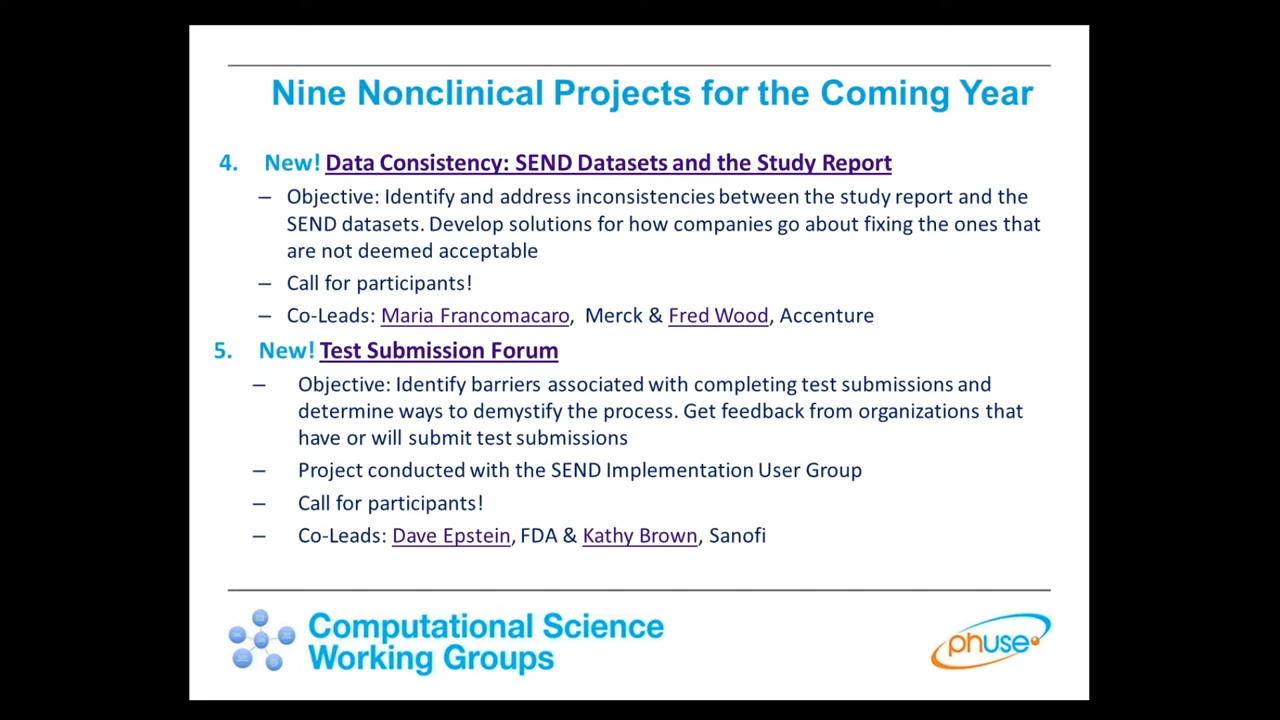 Nine Nonclinical Projects for the Coming Year
4. New! Data Consistency: SEND Datasets and the Study Report
– Objective: Identify and address inconsistencies between the study report and the
SEND datasets. Develop solutions for how companies go about fixing the ones that
are not deemed acceptable
– Call for participants!
– Co-Leads: Maria Francomacaro, Merck & Fred Wood, Accenture
5. New! Test Submission Forum
– Objective: Identify barriers associated with completing test submissions and
determine ways to demystify the process. Get feedback from organizations that
have or will submit test submissions
– Project conducted with the SEND Implementation User Group
– Call for participants!
– Co-Leads: Dave Epstein, FDA & Kathy Brown, Sanofi
Computational Science
Working Groups
phuse